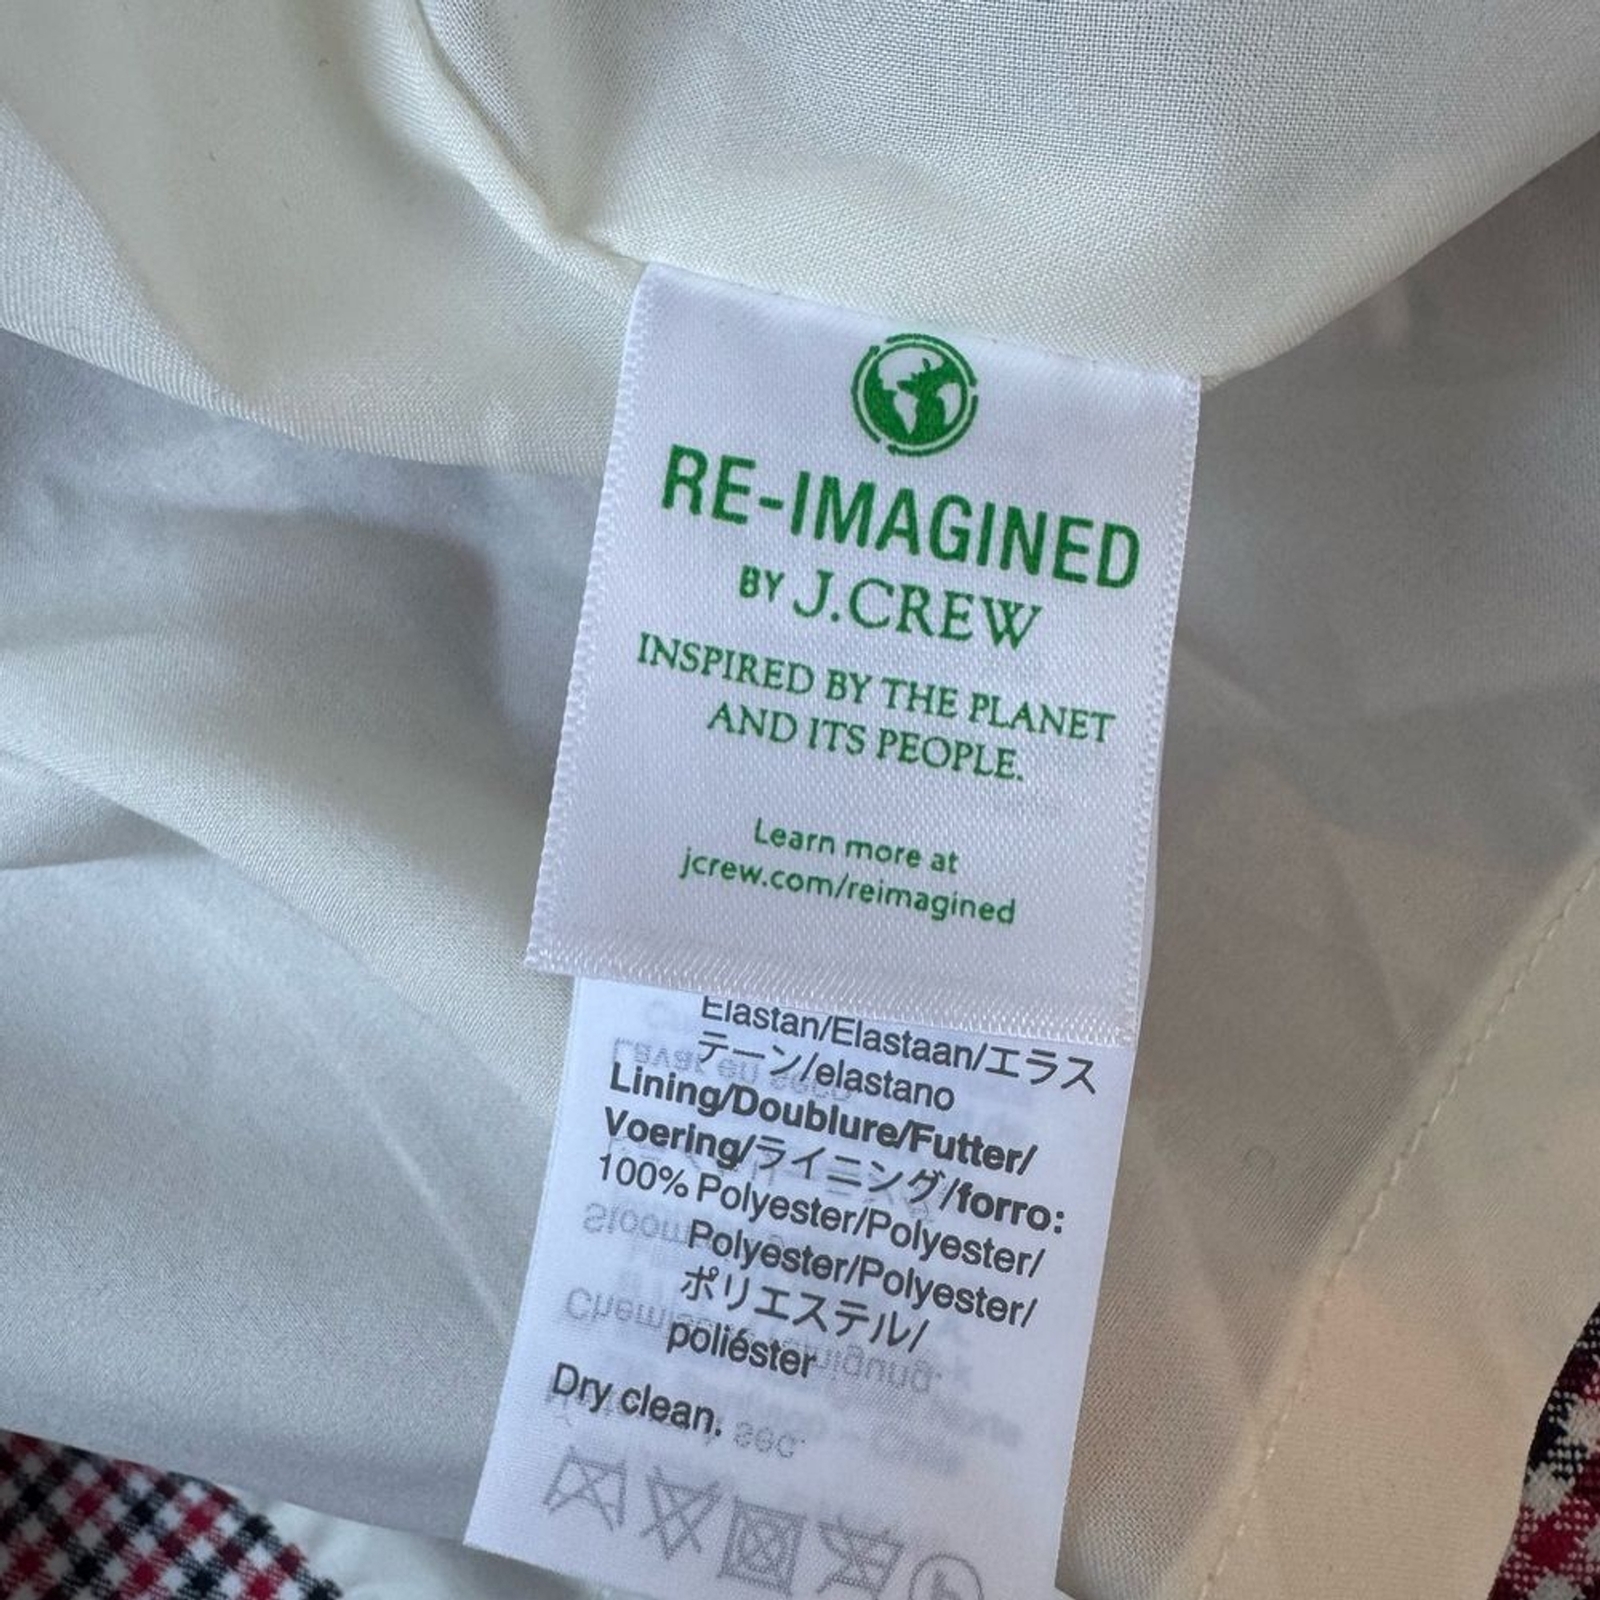 RE-IMAGINED
BY J.CREW
INSPIRED BY THE PLANET
AND ITS PEOPLE.
Learn more at
jcrew.com/reimagined
Elastan/Elastaan/エラス
テーン/elastano
Lining/Doublure/Futter/
Voering/ライニング/forro:
100% Polyester/Polyester/
Polyester/Polyester/
ポリエステル/
poliéster
Dry clean.